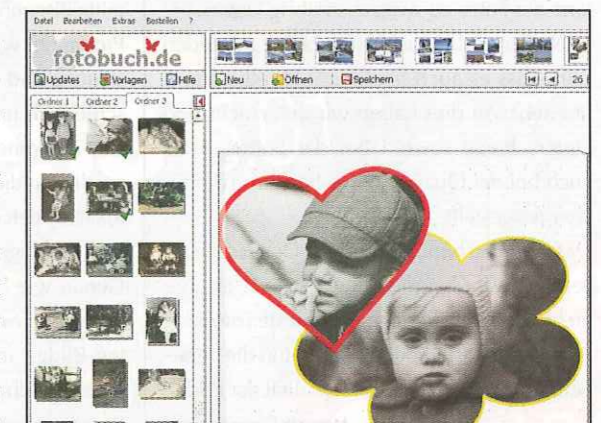 Datei Bearbeiten Extras Bestellen ?
fotobuch.de
Updates Vorlagen Hilfe Neu Öffnen Speichern 26
Ordner 1 Ordner 2 Ordner 3